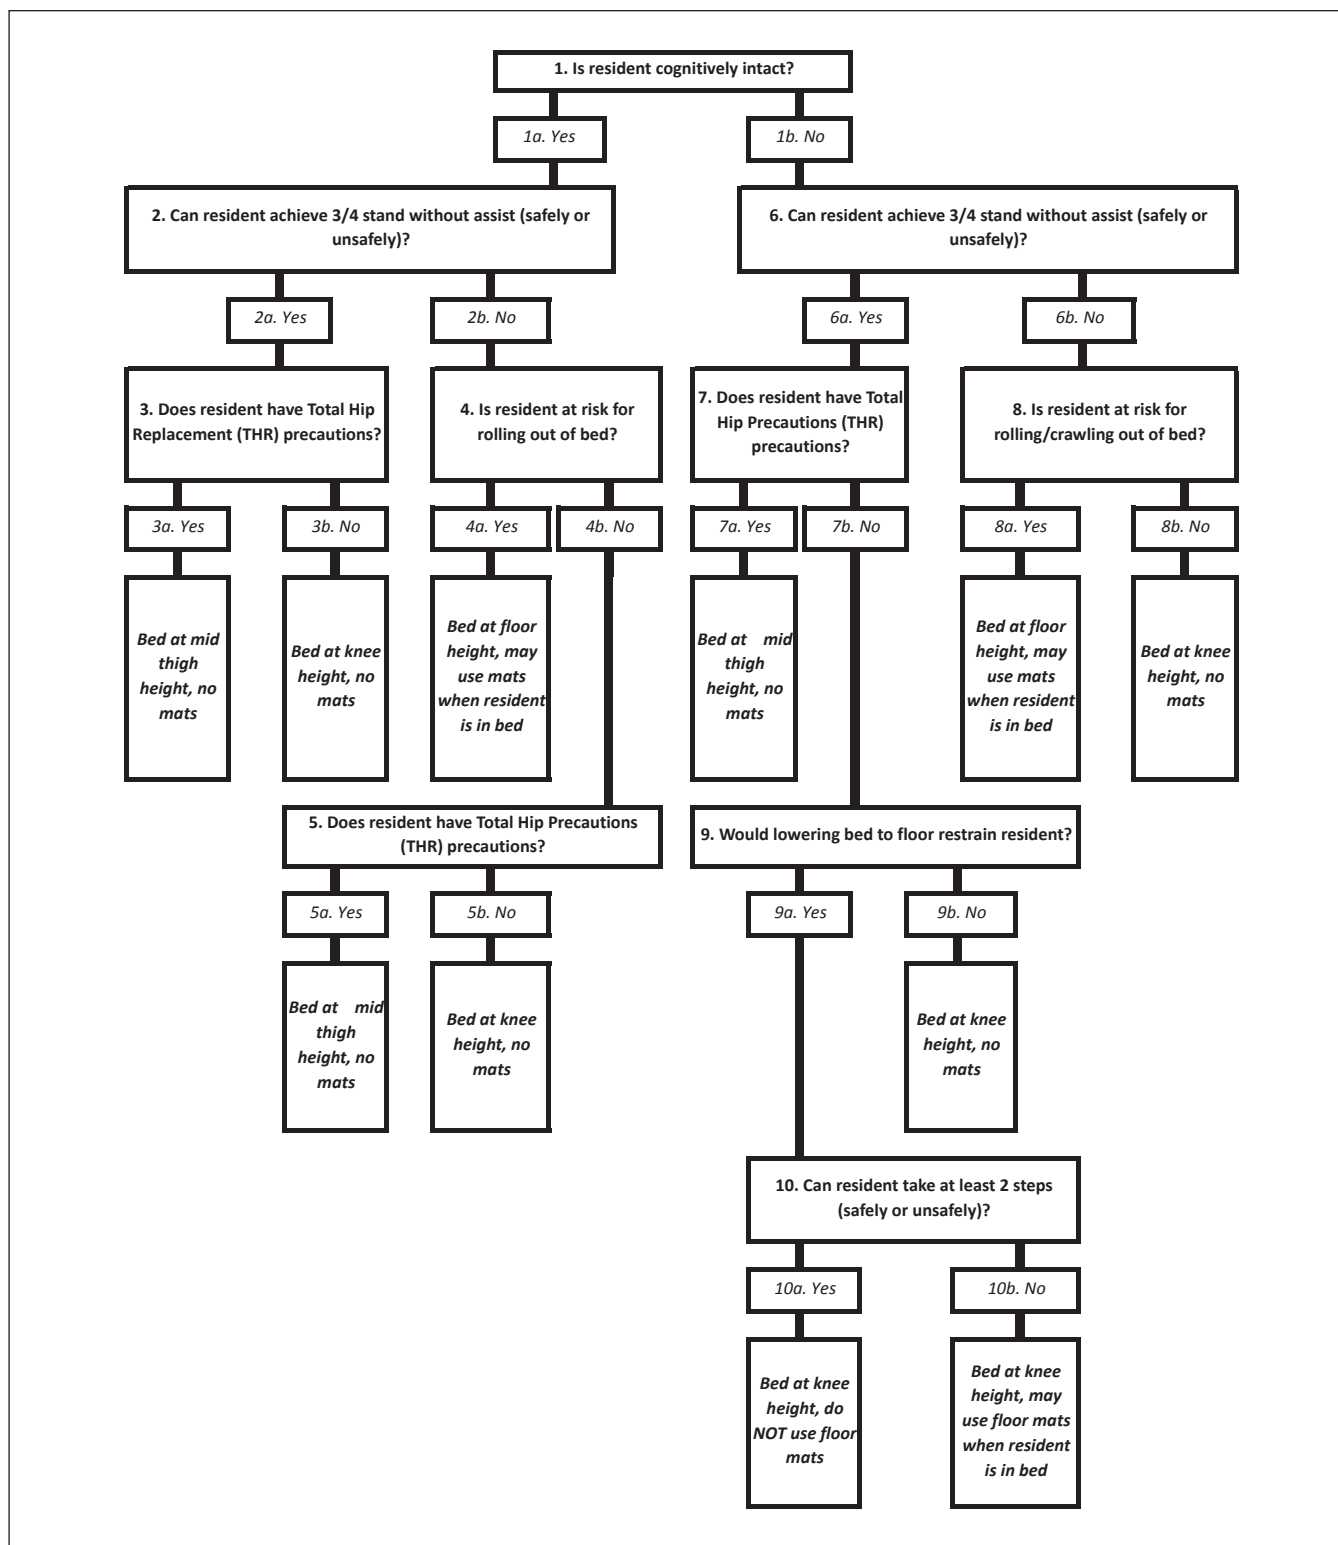 1. Is resident cognitively intact?
1a. Yes
1b. No
2. Can resident achieve 3/4 stand without assist (safely or
unsafely)?
6. Can resident achieve 3/4 stand without assist (safely or
unsafely)?
2a. Yes
2b. No
6a. Yes
6b. No
3. Does resident have Total Hip
Replacement (THR) precautions?
4. Is resident at risk for
rolling out of bed?
7. Does resident have Total
Hip Precautions (THR)
precautions?
8. Is resident at risk for
rolling/crawling out of bed?
3a. Yes
3b. No
4a. Yes
4b. No
7a. Yes
7b. No
8a. Yes
8b. No
Bed at mid
thigh
height, no
mats
Bed at knee
height, no
mats
Bed at floor
height, may
use mats
when resident
is in bed
Bed at mid
thigh
height, no
mats
Bed at floor
height, may
use mats
when resident
is in bed
Bed at knee
height, no
mats
5. Does resident have Total Hip Precautions
(THR) precautions?
9. Would lowering bed to floor restrain resident?
5a. Yes
5b. No
9a. Yes
9b. No
Bed at mid
thigh
height, no
mats
Bed at knee
height, no
mats
Bed at knee
height, no
mats
10. Can resident take at least 2 steps
(safely or unsafely)?
10a. Yes
10b. No
Bed at knee
height, do
NOT use floor
mats
Bed at knee
height, may
use floor mats
when resident
is in bed